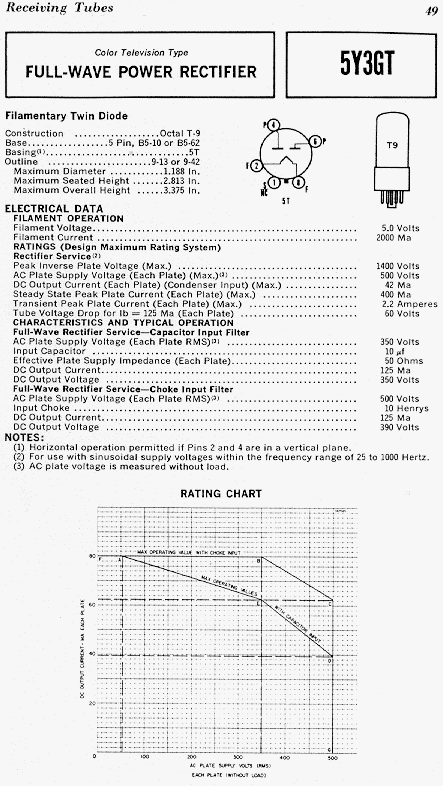 Receiving Tubes 49
Color Television Type
FULL-WAVE POWER RECTIFIER
5Y3GT
Filamentary Twin Diode
Construction ..................Octal T-9
Base..................5 Pin, B5-10 or B5-62
Basing(1)..................................5T
Outline .......................9-13 or 9-42
Maximum Diameter ...........1.188 In.
Maximum Seated Height .......2.813 In.
Maximum Overall Height .......3.375 In.
P 4
6 P
F 2
S 1 8 F
NC
5T
T9
ELECTRICAL DATA
FILAMENT OPERATION
Filament Voltage.......... 5.0 Volts
Filament Current .......... 2000 Ma
RATINGS (Design Maximum Rating System)
Rectifier Service(2)
Peak Inverse Plate Voltage (Max.) .......... 1400 Volts
AC Plate Supply Voltage (Each Plate) (Max.)(3) .......... 500 Volts
DC Output Current (Each Plate) (Condenser Input) (Max.) .......... 42 Ma
Steady State Peak Plate Current (Each Plate) (Max.) .......... 400 Ma
Transient Peak Plate Current (Each Plate) (Max.) .......... 2.2 Amperes
Tube Voltage Drop for Ib = 125 Ma (Each Plate) .......... 60 Volts
CHARACTERISTICS AND TYPICAL OPERATION
Full-Wave Rectifier Service—Capacitor Input Filter
AC Plate Supply Voltage (Each Plate RMS)(3) .......... 350 Volts
Input Capacitor .......... 10 μf
Effective Plate Supply Impedance (Each Plate).......... 50 Ohms
DC Output Current.......... 125 Ma
DC Output Voltage .......... 350 Volts
Full-Wave Rectifier Service—Choke Input Filter
AC Plate Supply Voltage (Each Plate RMS)(3) .......... 500 Volts
Input Choke .......... 10 Henrys
DC Output Current.......... 125 Ma
DC Output Voltage .......... 390 Volts
NOTES:
(1) Horizontal operation permitted if Pins 2 and 4 are in a vertical plane.
(2) For use with sinusoidal supply voltages within the frequency range of 25 to 1000 Hertz.
(3) AC plate voltage is measured without load.
RATING CHART
MAX OPERATING VALUE WITH CHOKE INPUT
80 F A B
MAX OPERATING VALUES
WITH CAPACITOR INPUT
60 E C
40 D
20
DC OUTPUT CURRENT-MA EACH PLATE
G
0 100 200 300 400 500
AC PLATE SUPPLY VOLTS (RMS)
EACH PLATE (WITHOUT LOAD)